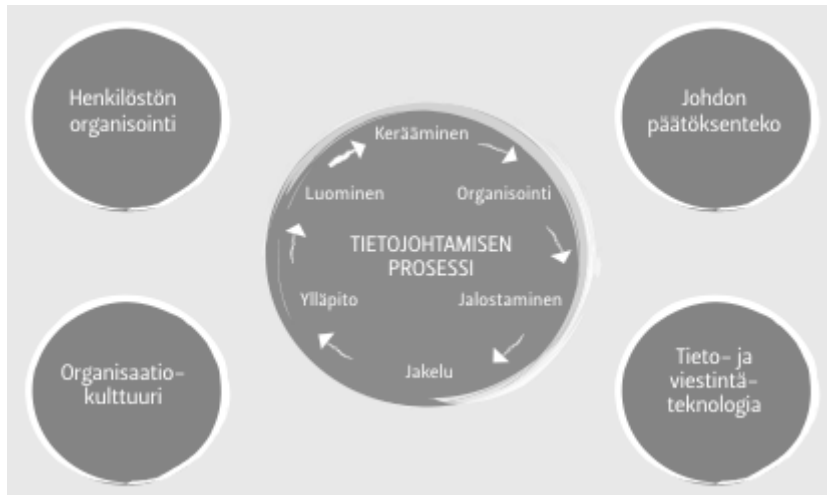 Henkilöstön
organisointi
Johdon
päätöksenteko
Kerääminen
Luominen
Organisointi
TIETOJOHTAMISEN
PROSESSI
Ylläpito
Jalostaminen
Jakelu
Organisaatio–
kulttuuri
Tieto– ja
viestintä–
teknologia